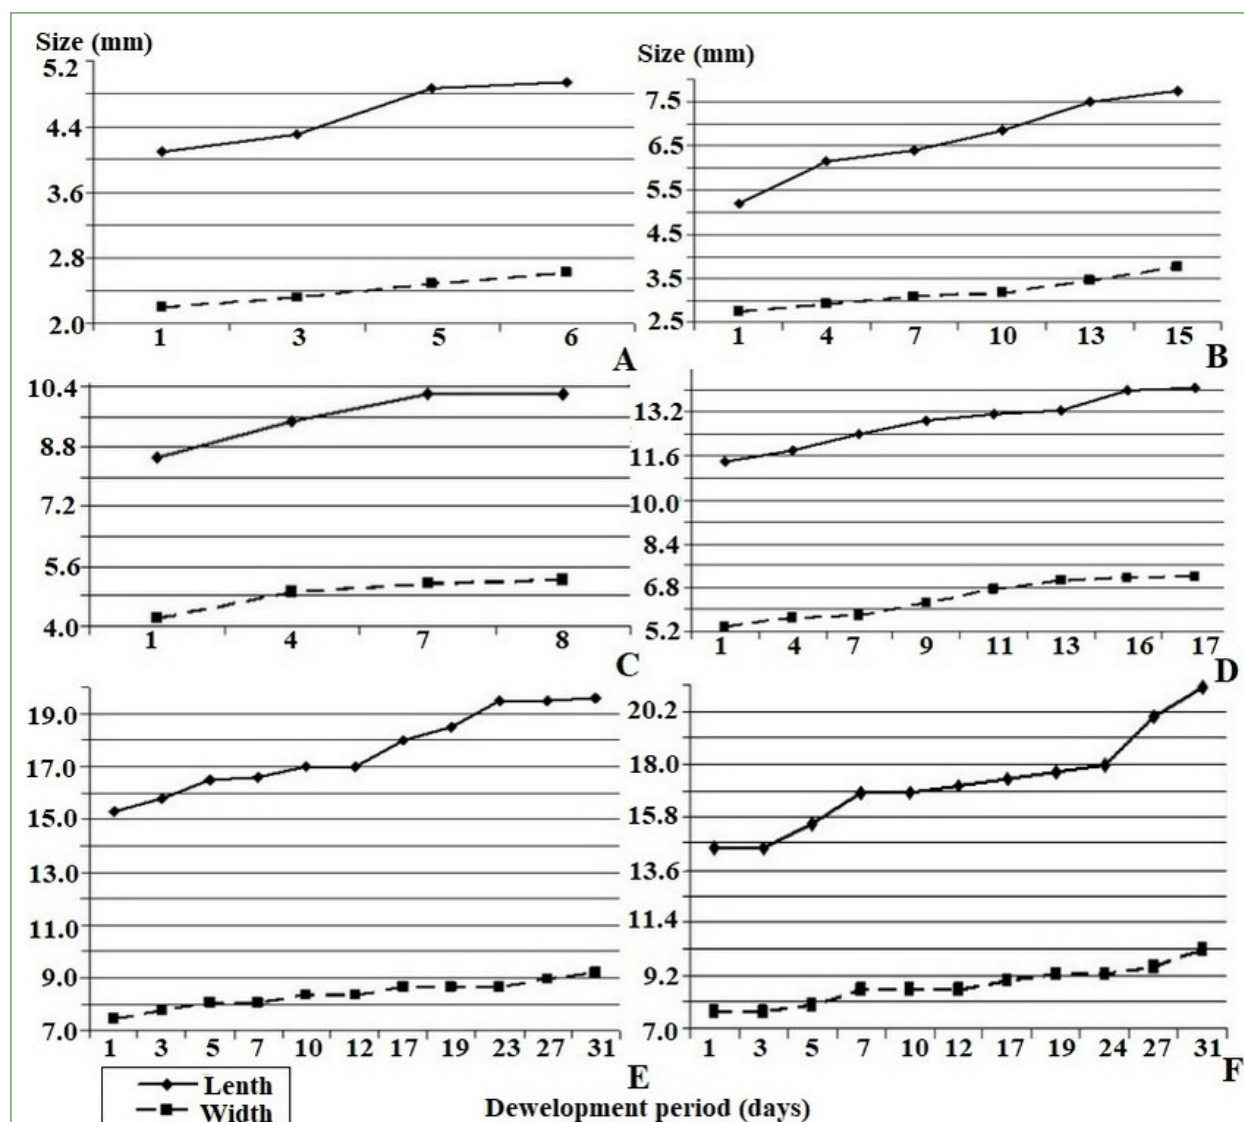 Size (mm)
5.2
4.4
3.6
2.8
2.0
1 3 5 6
A
Size (mm)
7.5
6.5
5.5
4.5
3.5
2.5
1 4 7 10 13 15
B
10.4
8.8
7.2
5.6
4.0
1 4 7 8
C
13.2
11.6
10.0
8.4
6.8
5.2
1 4 7 9 11 13 16 17
D
19.0
17.0
15.0
13.0
11.0
9.0
7.0
1 3 5 7 10 12 17 19 23 27 31
E
20.2
18.0
15.8
13.6
11.4
9.2
7.0
1 3 5 7 10 12 17 19 24 27 31
F
Lenth
Width
Dewelopment period (days)